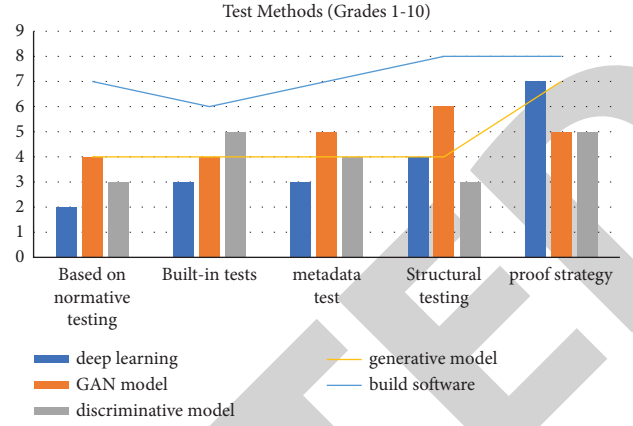 Test Methods (Grades 1-10)
9
8
7
6
5
4
3
2
1
0
Based on
normative
testing
Built-in tests
metadata
test
Structural
testing
proof strategy
deep learning
GAN model
discriminative model
generative model
build software